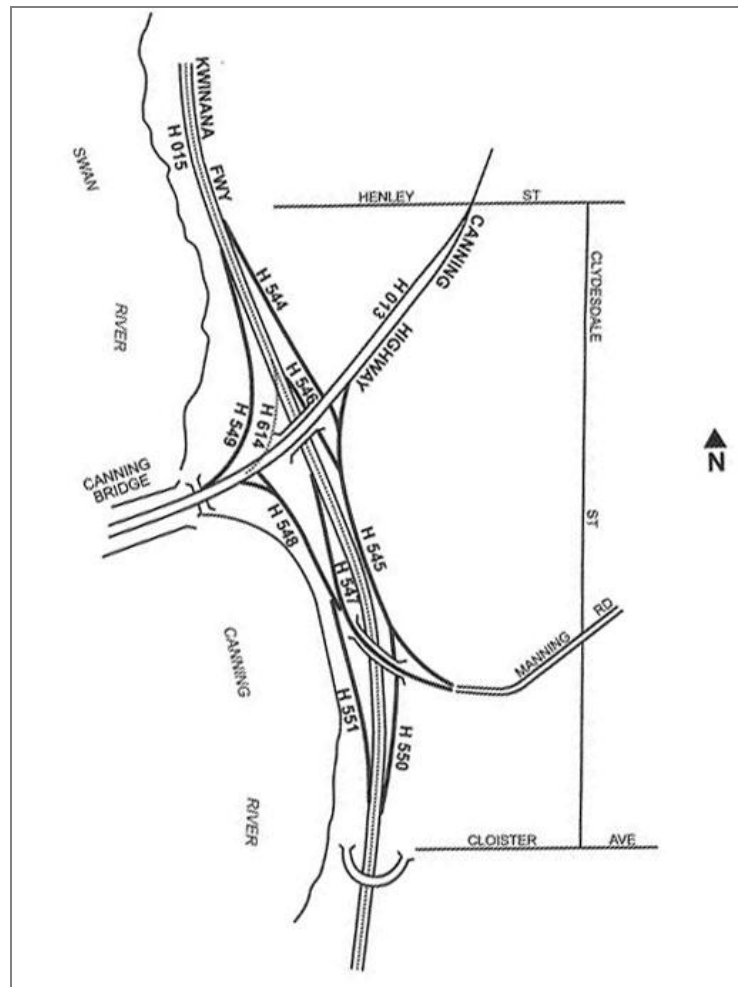 KWINANA
FWY
H 015
SWAN
RIVER
HENLEY ST
CANNING
HIGHWAY
H 013
CLYDESDALE
ST
H 544
H 546
H 549
H 614
N
CANNING
BRIDGE
H 548
H 545
H 547
MANNING RD
CANNING
RIVER
H 551
H 550
CLOISTER AVE